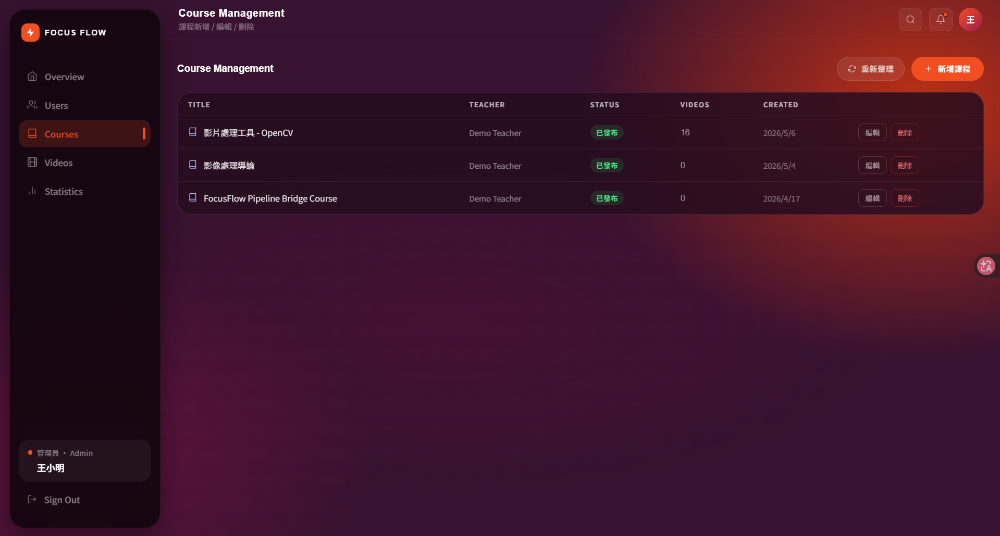 FOCUS FLOW
Overview
Users
Courses
Videos
Statistics
管理員 • Admin
王小明
Sign Out
Course Management
課程新增 / 編輯 / 刪除
王
Course Management
重新整理
+ 新增課程
TITLE TEACHER STATUS VIDEOS CREATED
影片處理工具 - OpenCV Demo Teacher 已發布 16 2026/5/6 編輯 刪除
影像處理導論 Demo Teacher 已發布 0 2026/5/4 編輯 刪除
FocusFlow Pipeline Bridge Course Demo Teacher 已發布 0 2026/4/17 編輯 刪除